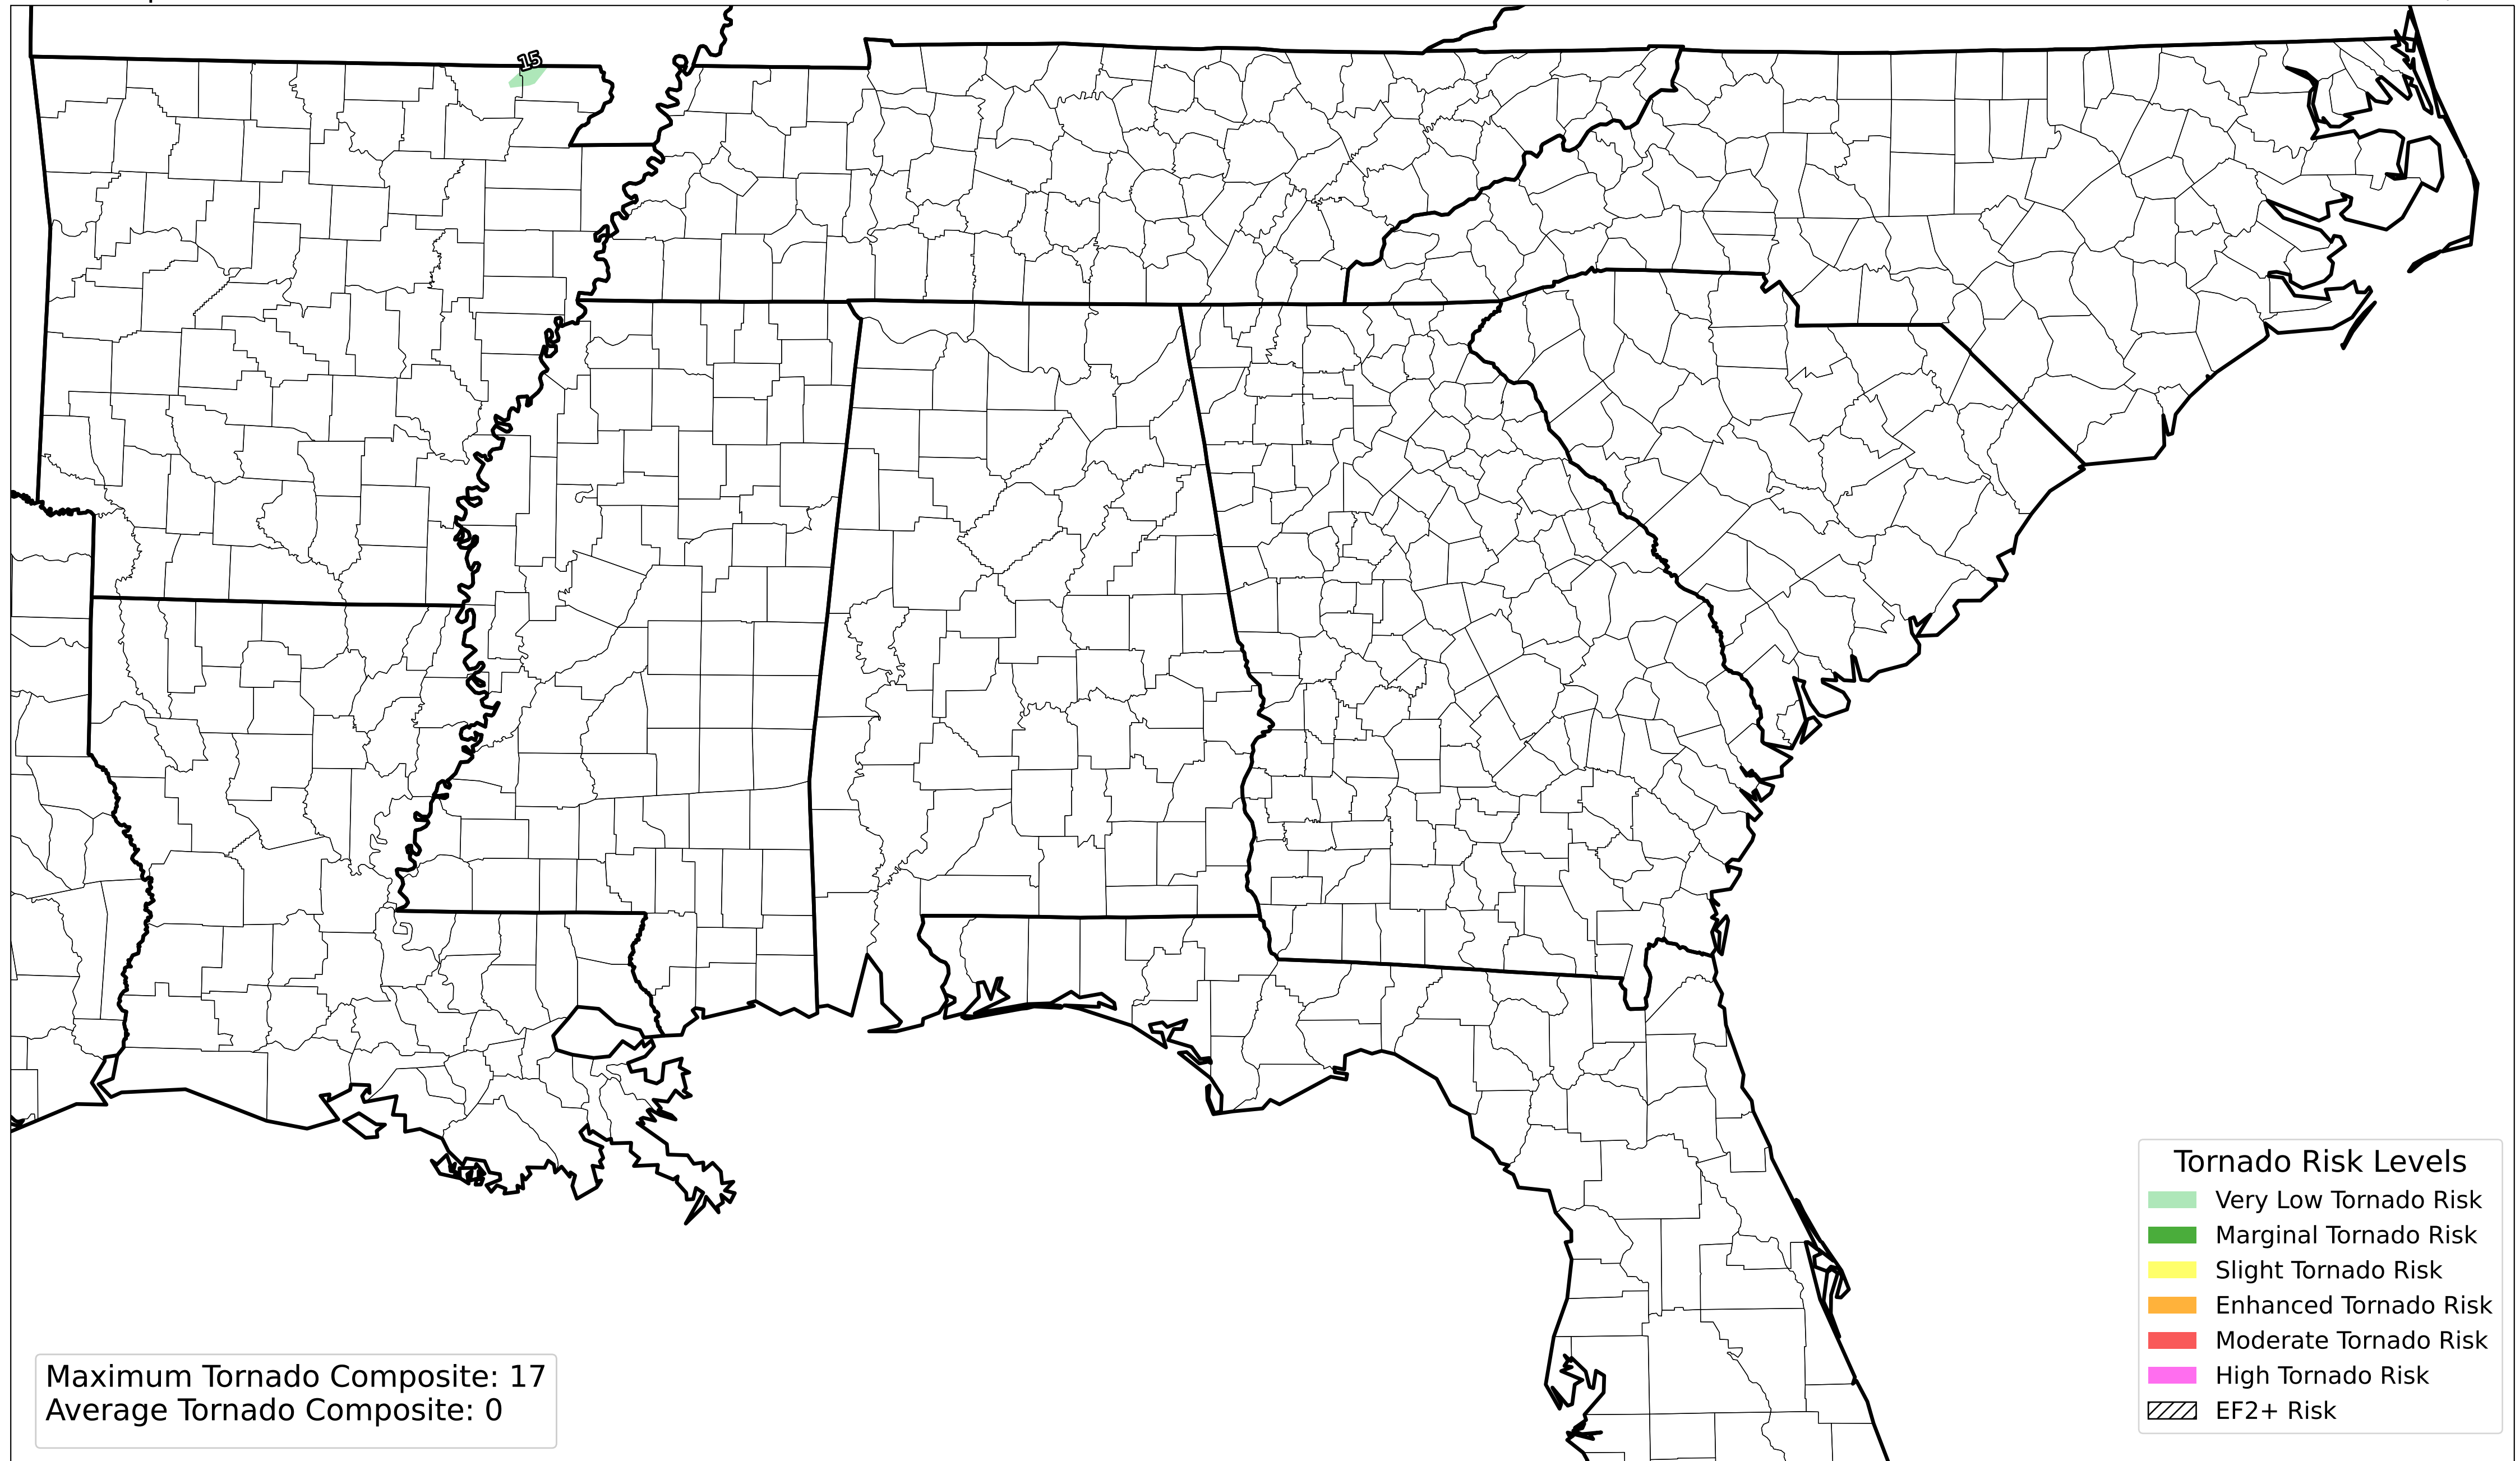 15
Tornado Risk Levels
Very Low Tornado Risk
Marginal Tornado Risk
Slight Tornado Risk
Enhanced Tornado Risk
Moderate Tornado Risk
High Tornado Risk
EF2+ Risk
Maximum Tornado Composite: 17
Average Tornado Composite: 0